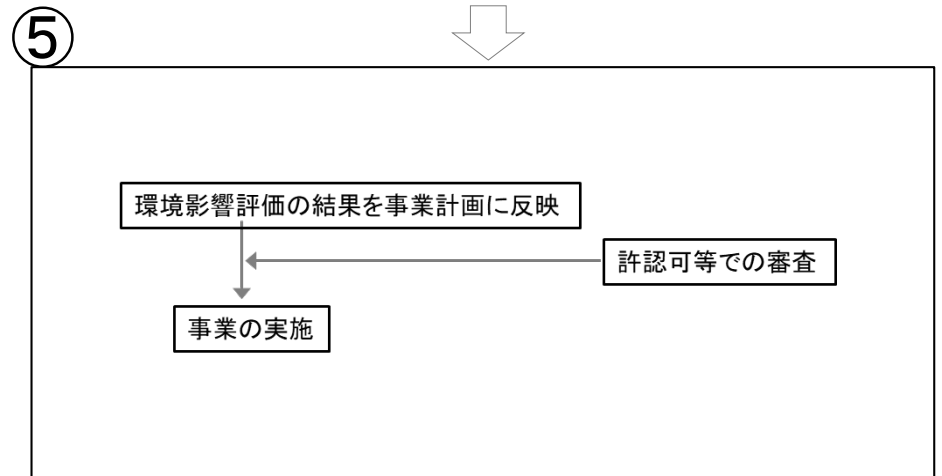 ⑤
環境影響評価の結果を事業計画に反映
許認可等での審査
事業の実施